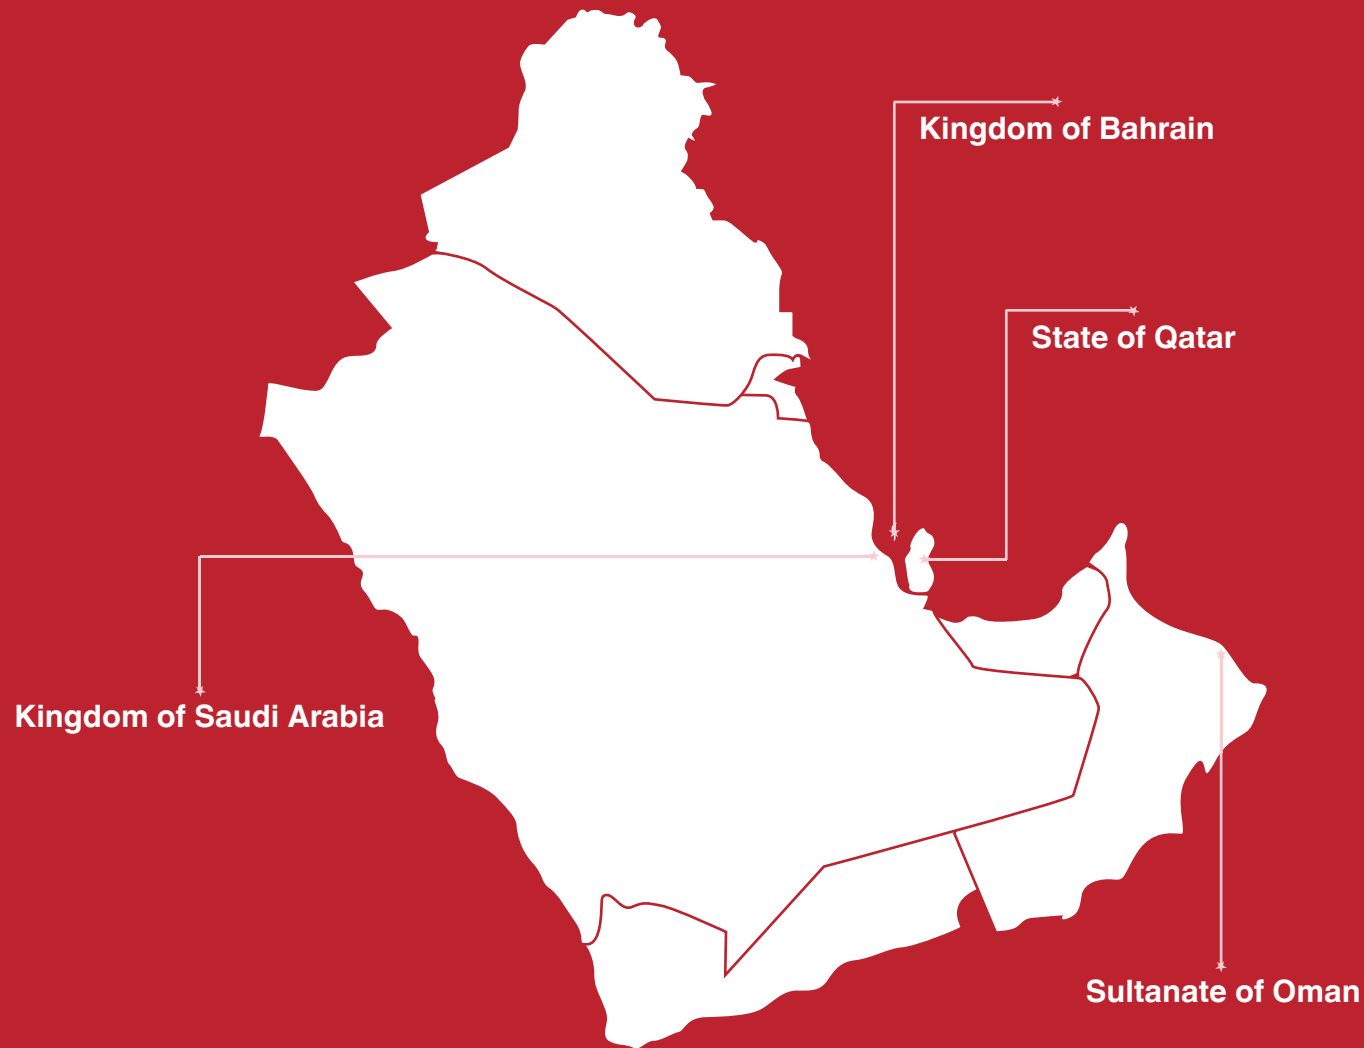 Kingdom of Bahrain
State of Qatar
Kingdom of Saudi Arabia
Sultanate of Oman